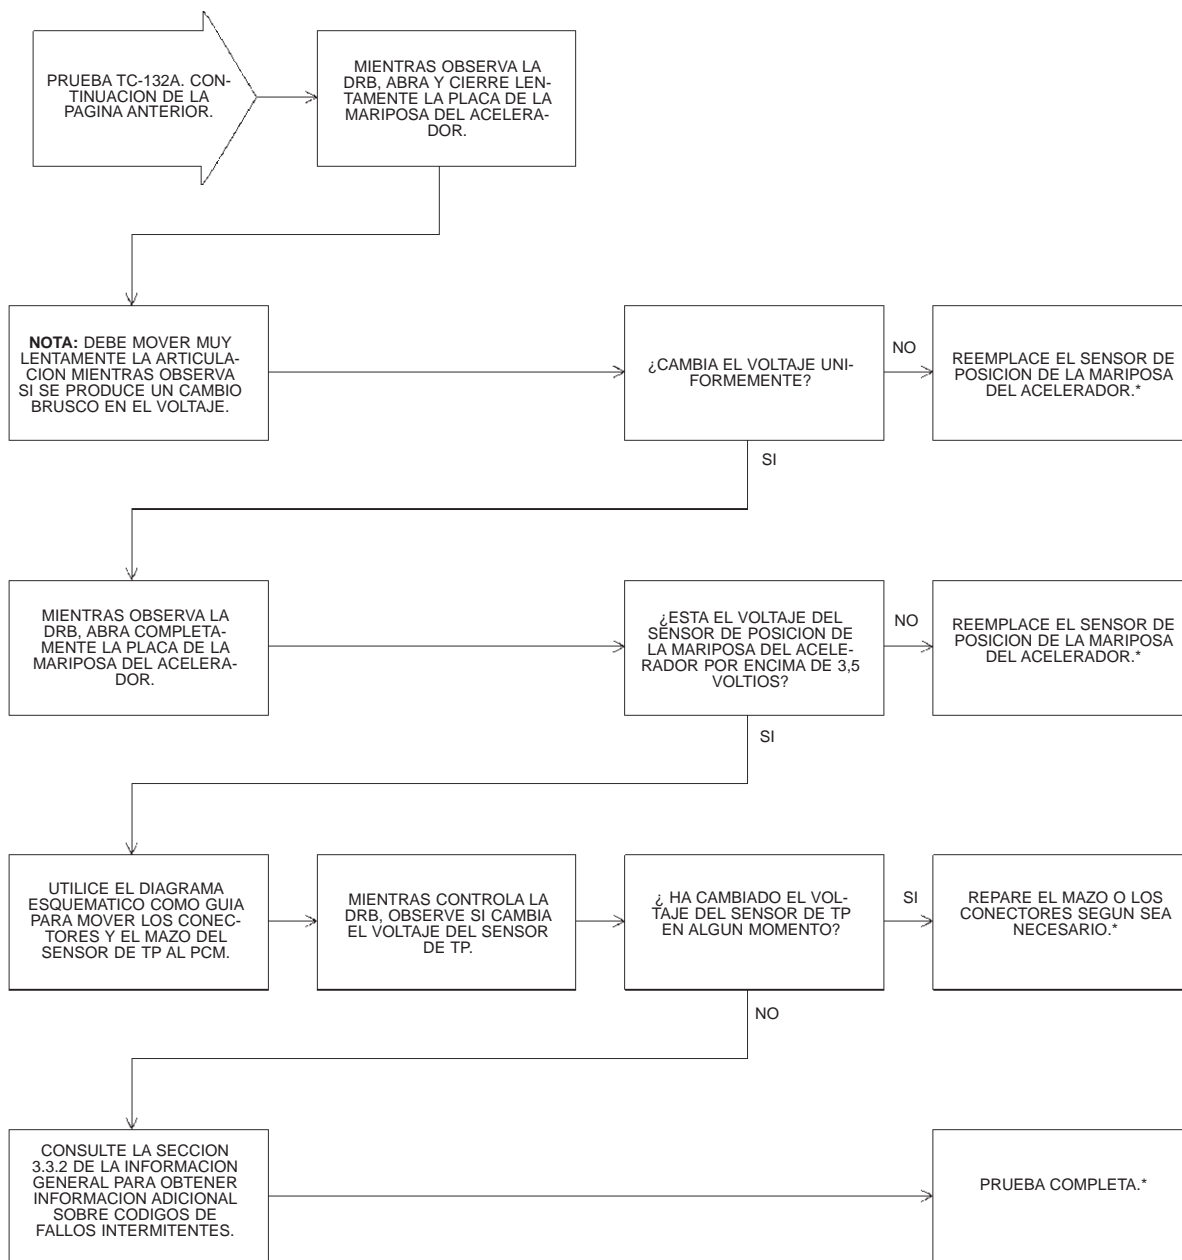 PRUEBA TC-132A. CON-
TINUACION DE LA
PAGINA ANTERIOR.
MIENTRAS OBSERVA LA
DRB, ABRA Y CIERRE LEN-
TAMENTE LA PLACA DE LA
MARIPOSA DEL ACELERA-
DOR.
NOTA: DEBE MOVER MUY
LENTAMENTE LA ARTICULA-
CION MIENTRAS OBSERVA
SI SE PRODUCE UN CAMBIO
BRUSCO EN EL VOLTAJE.
¿CAMBIA EL VOLTAJE UNI-
FORMEMENTE?
NO
REEMPLACE EL SENSOR DE
POSICION DE LA MARIPOSA
DEL ACELERADOR.*
SI
MIENTRAS OBSERVA LA
DRB, ABRA COMPLETA-
MENTE LA PLACA DE LA
MARIPOSA DEL ACELERA-
DOR.
¿ESTA EL VOLTAJE DEL
SENSOR DE POSICION DE
LA MARIPOSA DEL ACELE-
RADOR POR ENCIMA DE 3,5
VOLTIOS?
NO
REEMPLACE EL SENSOR DE
POSICION DE LA MARIPOSA
DEL ACELERADOR.*
SI
UTILICE EL DIAGRAMA
ESQUEMATICO COMO GUIA
PARA MOVER LOS CONEC-
TORES Y EL MAZO DEL
SENSOR DE TP AL PCM.
MIENTRAS CONTROLA LA
DRB, OBSERVE SI CAMBIA
EL VOLTAJE DEL SENSOR
DE TP.
¿ HA CAMBIADO EL VOL-
TAJE DEL SENSOR DE TP
EN ALGUN MOMENTO?
SI
REPARE EL MAZO O LOS
CONECTORES SEGUN SEA
NECESARIO.*
NO
CONSULTE LA SECCION
3.3.2 DE LA INFORMACION
GENERAL PARA OBTENER
INFORMACION ADICIONAL
SOBRE CODIGOS DE
FALLOS INTERMITENTES.
PRUEBA COMPLETA.*